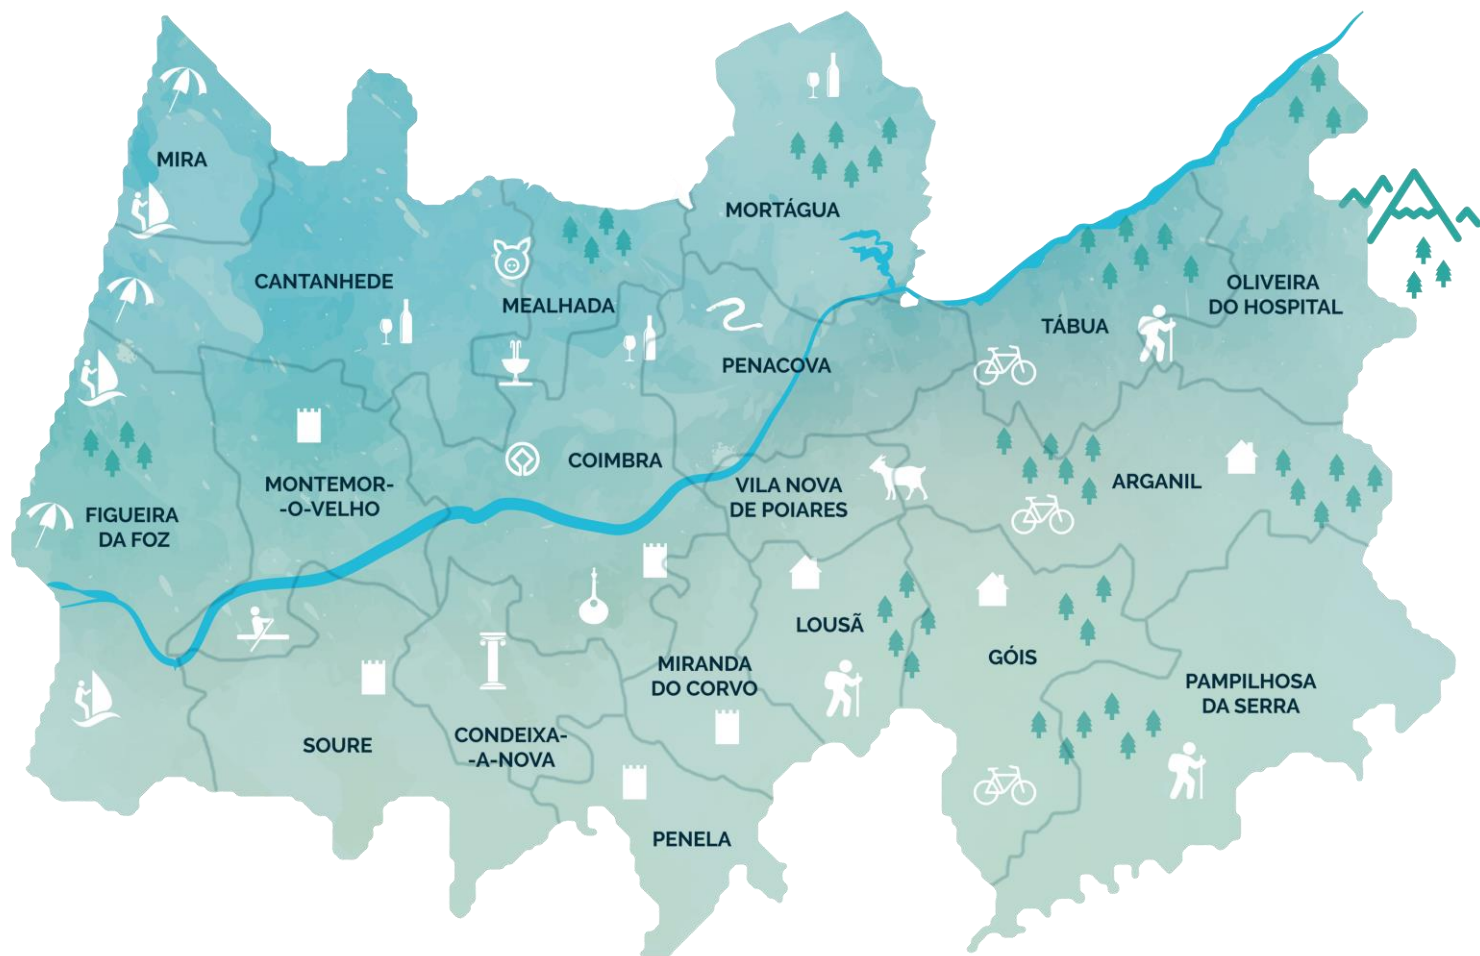 MIRA
MORTÁGUA
CANTANHEDE
MEALHADA
OLIVEIRA
DO HOSPITAL
TÁBUA
PENACOVA
COIMBRA
MONTEMOR-
-O-VELHO
VILA NOVA
DE POIARES
ARGANIL
FIGUEIRA
DA FOZ
LOUSÃ
GÓIS
MIRANDA
DO CORVO
PAMPILHOSA
DA SERRA
SOURE
CONDEIXA-
-A-NOVA
PENELA